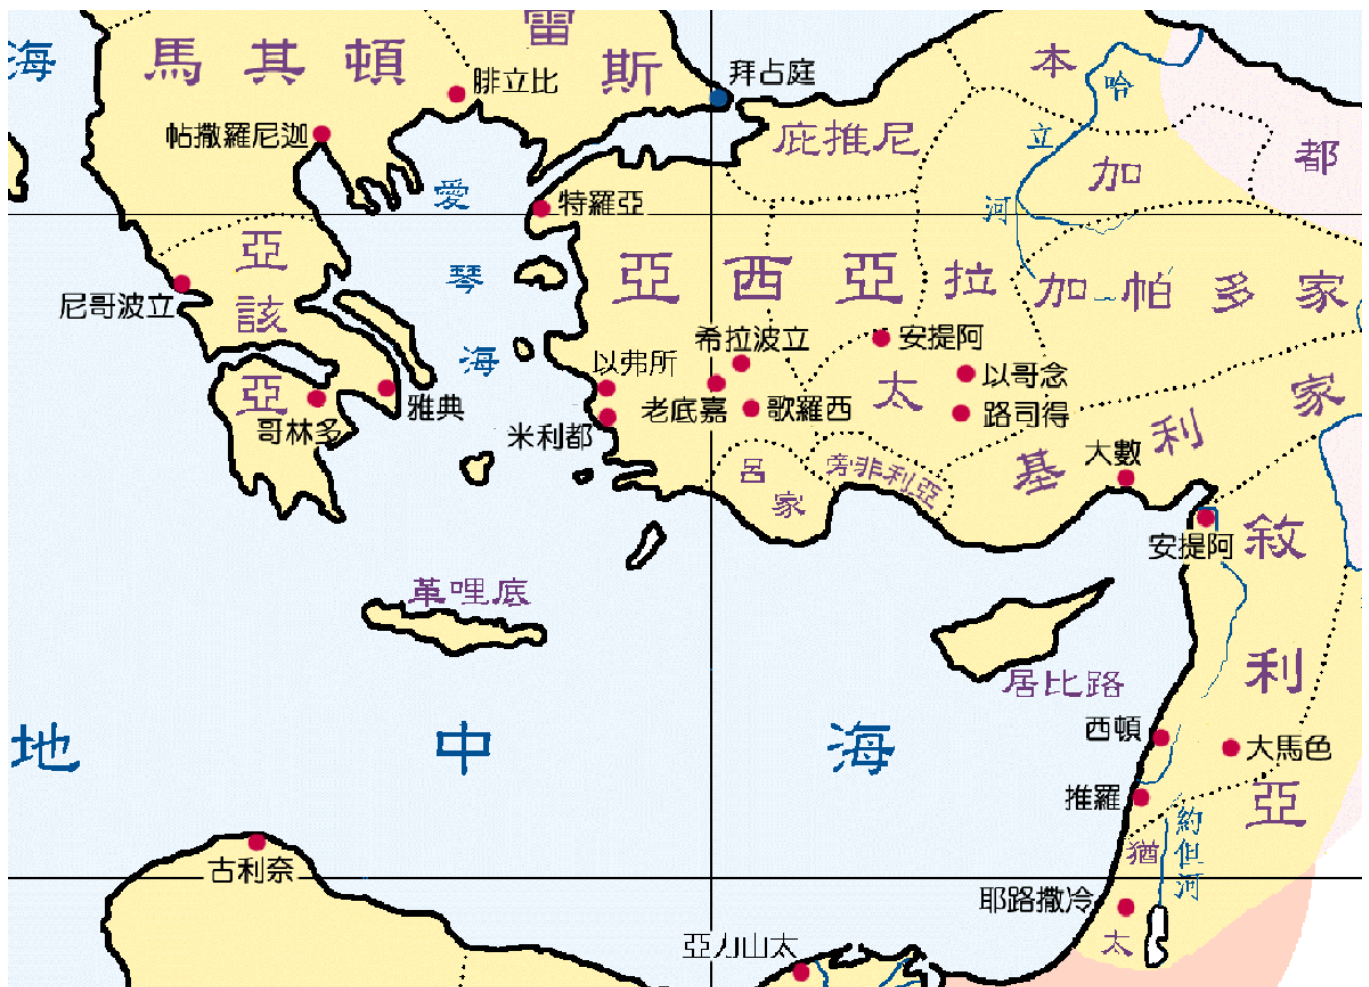 海
馬其頓
雷斯
腓立比
拜占庭
帖撒羅尼迦
庇推尼
本都
哈立河
加拉太
愛琴海
特羅亞
亞該亞
尼哥波立
亞西亞
加帕多家
希拉波立
安提阿
以弗所
老底嘉
歌羅西
以哥念
路司得
雅典
哥林多
米利都
呂家
旁非利亞
基利家
大數
安提阿
敘利亞
革哩底
居比路
地中海
西頓
大馬色
推羅
約但河
猶太
古利奈
耶路撒冷
亞力山太